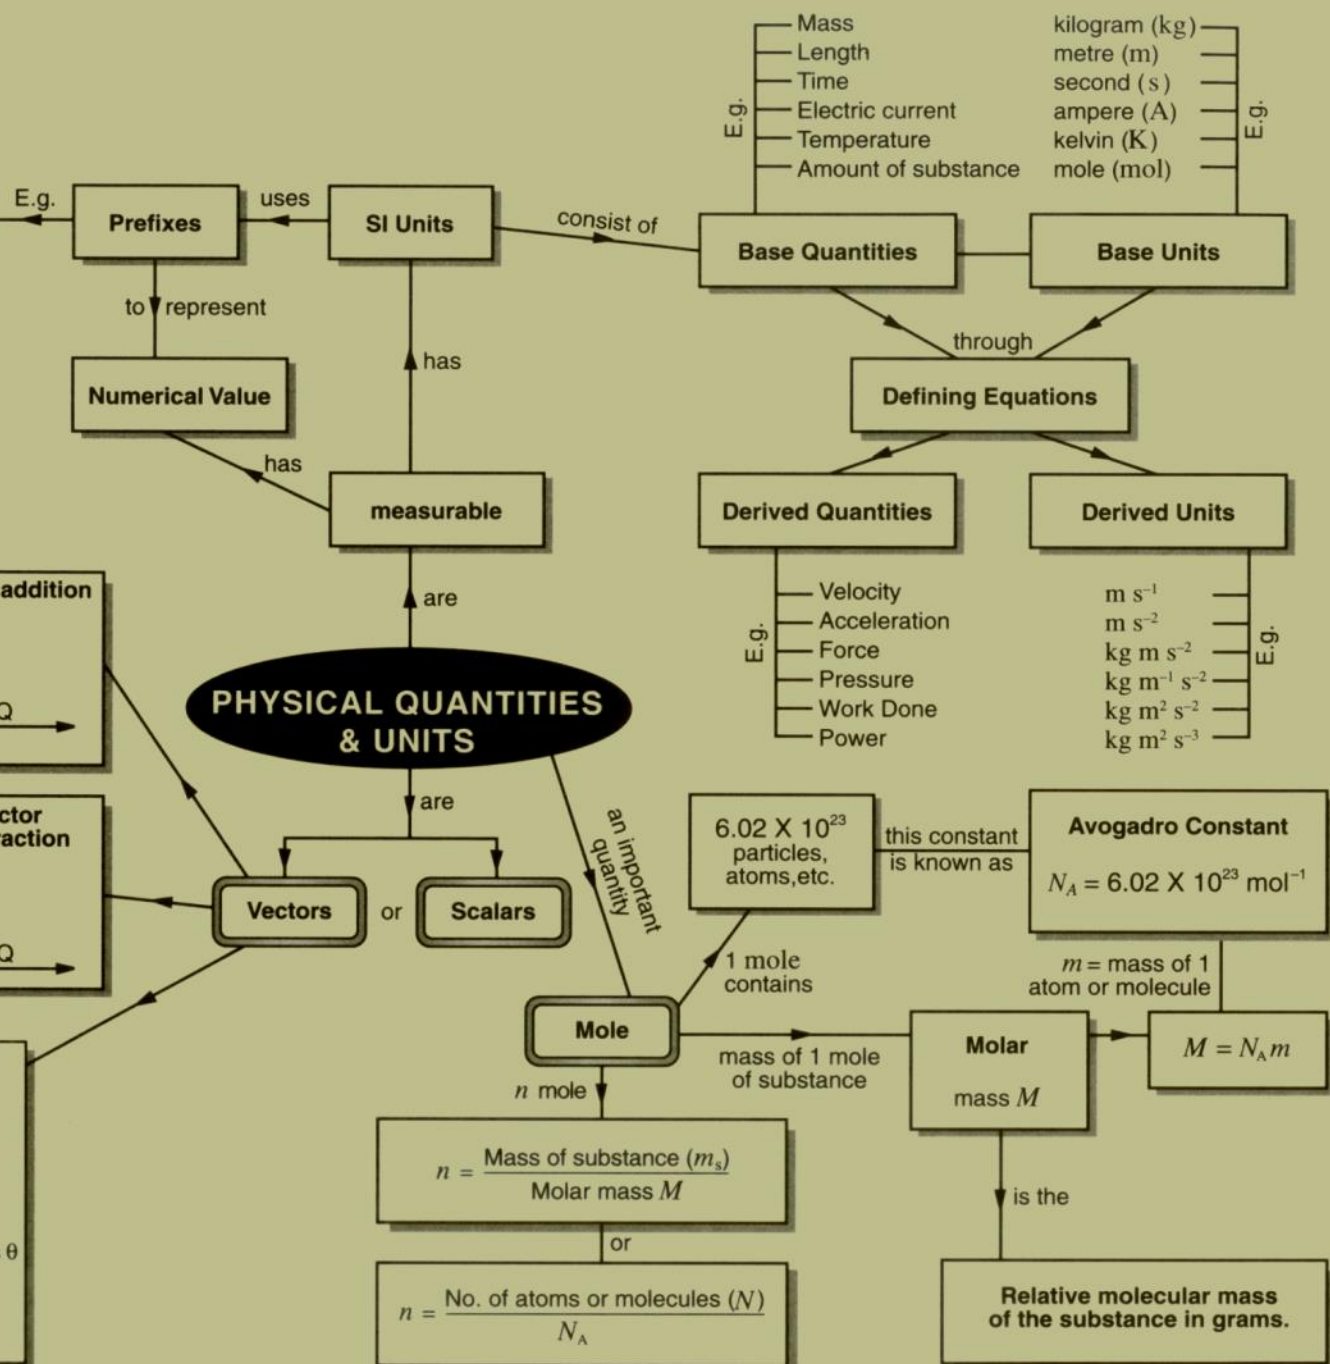 Mass kilogram (kg)
Length metre (m)
Time second (s)
Electric current ampere (A)
Temperature kelvin (K)
Amount of substance mole (mol)
E.g.
E.g.
E.g.
Prefixes
uses
SI Units
consist of
Base Quantities
Base Units
to represent
has
through
Numerical Value
Defining Equations
has
measurable
Derived Quantities
Derived Units
are
Velocity m s⁻¹
Acceleration m s⁻²
Force kg m s⁻²
Pressure kg m⁻¹ s⁻²
Work Done kg m² s⁻²
Power kg m² s⁻³
E.g.
E.g.
addition
Q
PHYSICAL QUANTITIES
& UNITS
are
ctor
raction
Q
Vectors
or
Scalars
an important
quantity
6.02 X 10²³
particles,
atoms,etc.
this constant
is known as
Avogadro Constant
N_A = 6.02 X 10²³ mol⁻¹
1 mole
contains
m = mass of 1
atom or molecule
Mole
mass of 1 mole
of substance
Molar
mass M
M = N_A m
n mole
n = Mass of substance (m_s)
Molar mass M
is the
or
θ
n = No. of atoms or molecules (N)
N_A
Relative molecular mass
of the substance in grams.